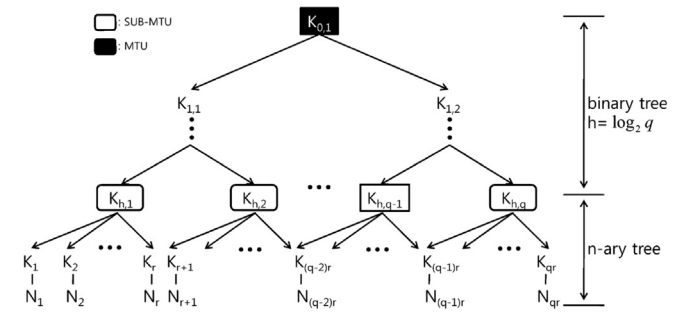 : SUB-MTU
: MTU
K0,1
K1,1
K1,2
binary tree
h= log2 q
•••
Kh,1
Kh,2
Kh,q-1
Kh,q
n-ary tree
••• ••• ••• •••
K1 K2 Kr Kr+1 K(q-2)r K(q-1)r Kqr
N1 N2 Nr Nr+1 N(q-2)r N(q-1)r Nqr